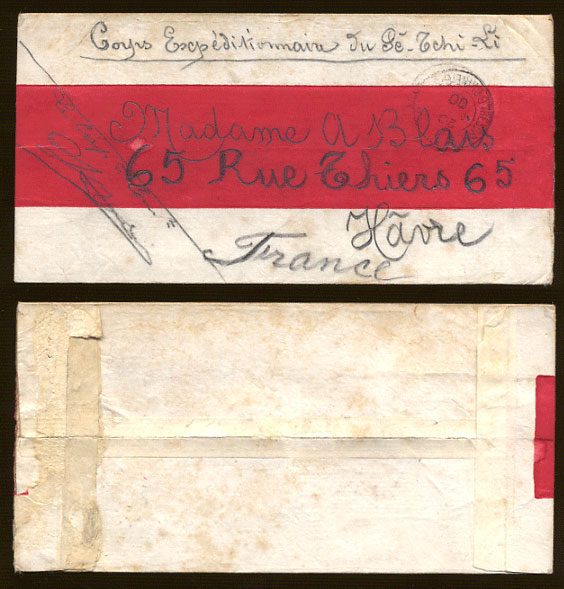 Corps Expéditionnaire du Pé-Tchi-Li
Madame A Blais
65 Rue Thiers 65
Hâvre
France